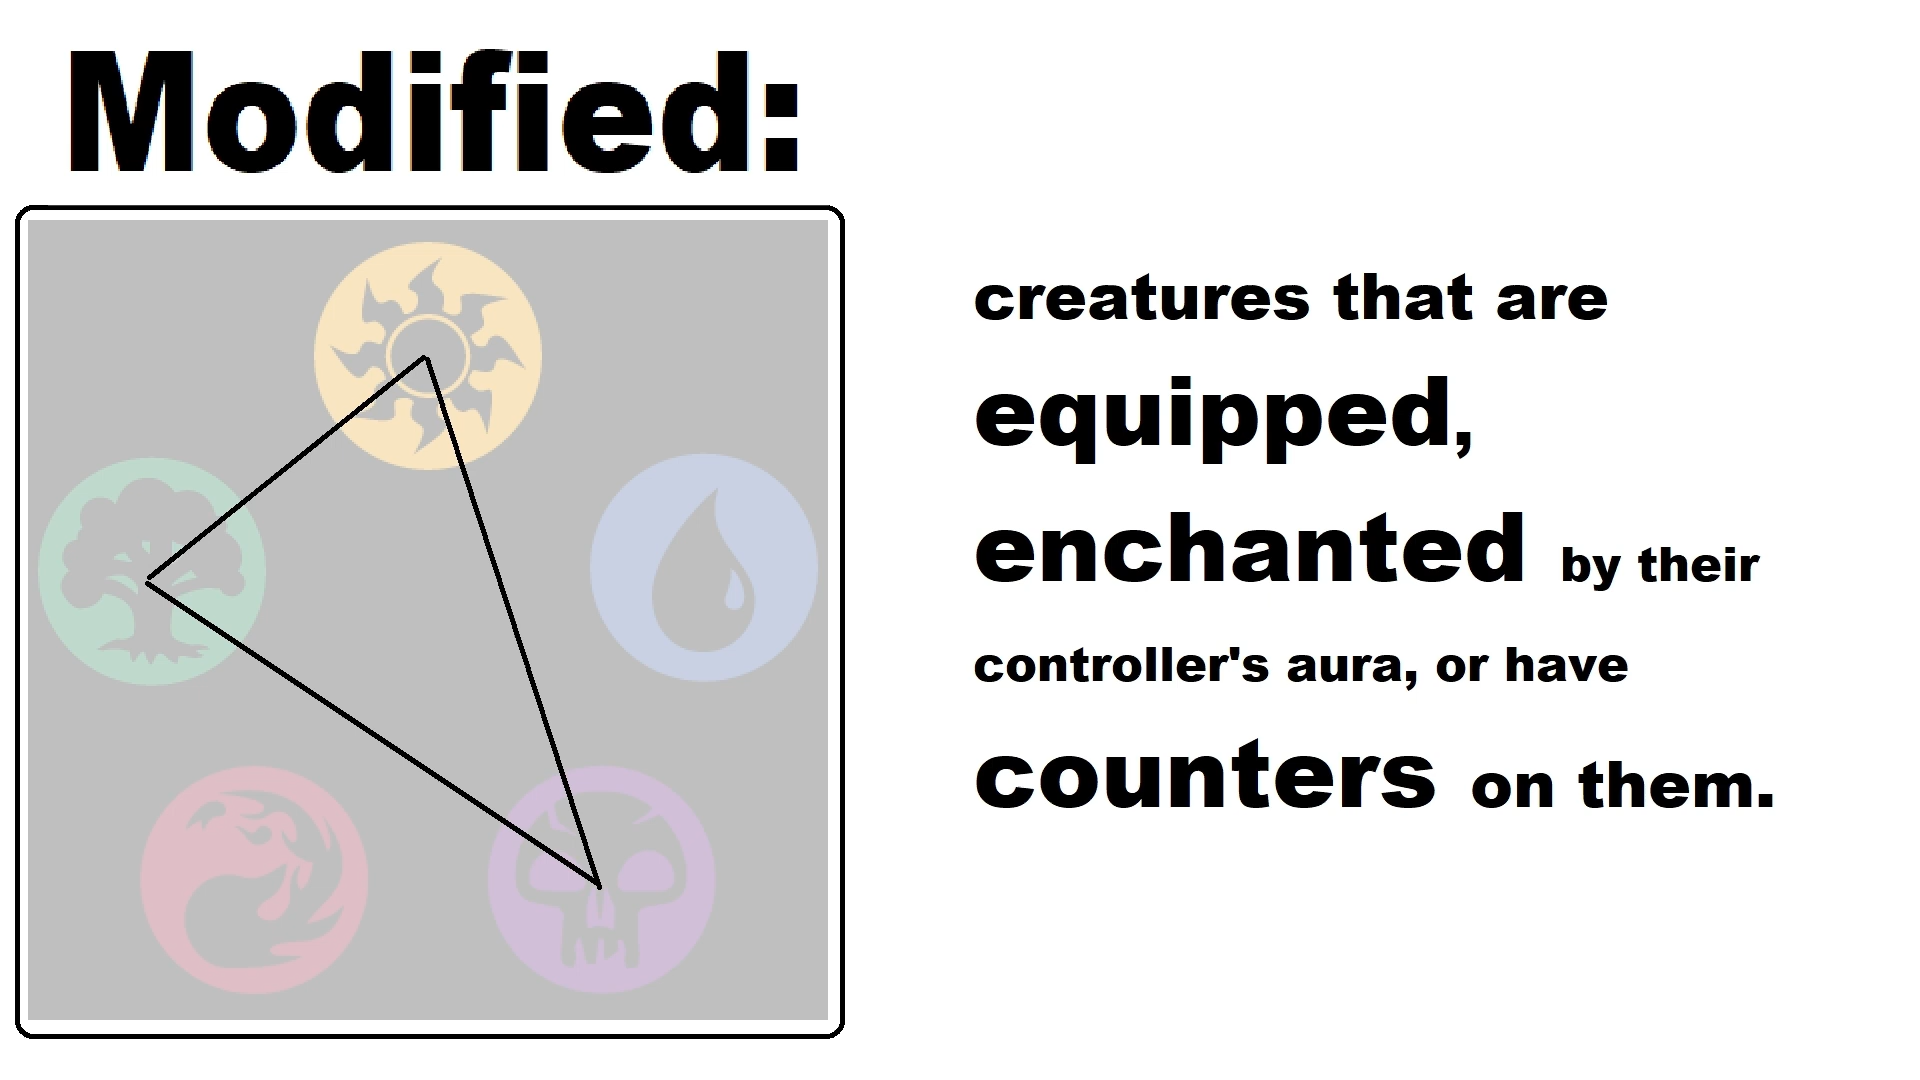 Modified:
creatures that are
equipped,
enchanted by their
controller's aura, or have
counters on them.